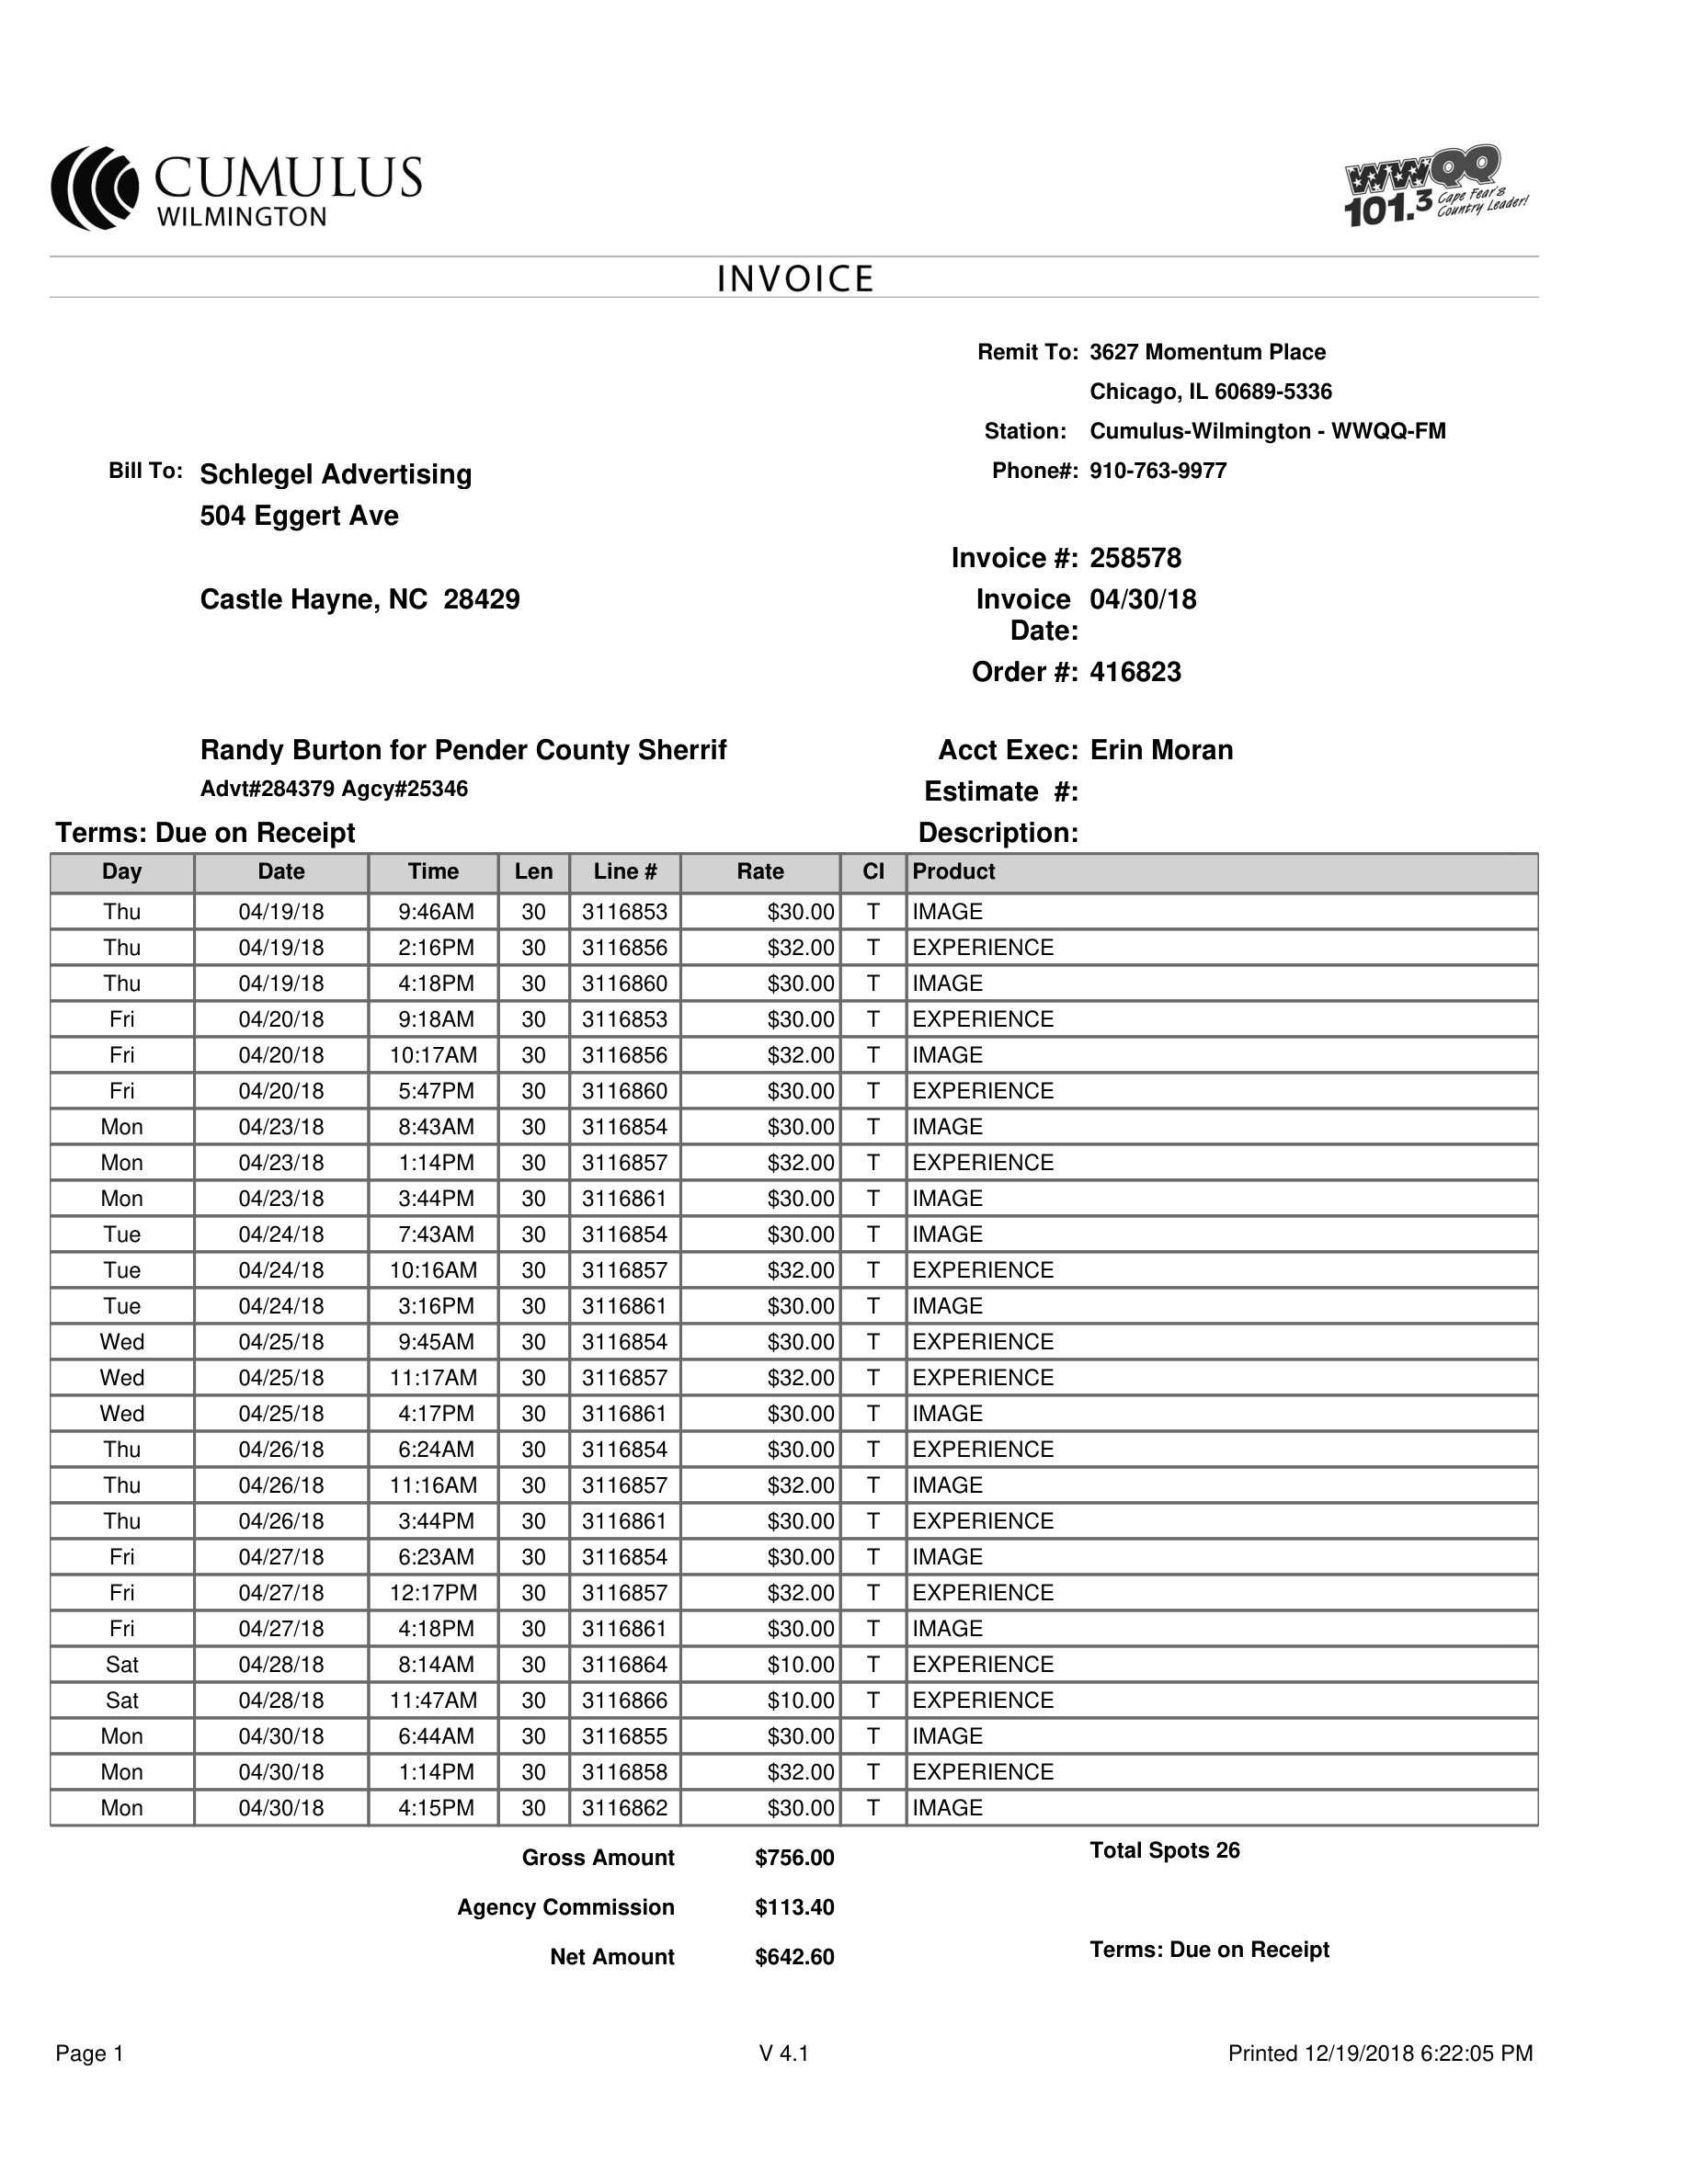 CUMULUS
WILMINGTON
WWQQ
101.3 Cape Fear's Country Leader!
INVOICE
Remit To: 3627 Momentum Place
Chicago, IL 60689-5336
Station: Cumulus-Wilmington - WWQQ-FM
Bill To: Schlegel Advertising
Phone#: 910-763-9977
504 Eggert Ave
Invoice #: 258578
Castle Hayne, NC 28429
Invoice Date: 04/30/18
Order #: 416823
Randy Burton for Pender County Sherrif
Acct Exec: Erin Moran
Advt#284379 Agcy#25346
Estimate #:
Terms: Due on Receipt
Description:
Day Date Time Len Line # Rate Cl Product
Thu 04/19/18 9:46AM 30 3116853 $30.00 T IMAGE
Thu 04/19/18 2:16PM 30 3116856 $32.00 T EXPERIENCE
Thu 04/19/18 4:18PM 30 3116860 $30.00 T IMAGE
Fri 04/20/18 9:18AM 30 3116853 $30.00 T EXPERIENCE
Fri 04/20/18 10:17AM 30 3116856 $32.00 T IMAGE
Fri 04/20/18 5:47PM 30 3116860 $30.00 T EXPERIENCE
Mon 04/23/18 8:43AM 30 3116854 $30.00 T IMAGE
Mon 04/23/18 1:14PM 30 3116857 $32.00 T EXPERIENCE
Mon 04/23/18 3:44PM 30 3116861 $30.00 T IMAGE
Tue 04/24/18 7:43AM 30 3116854 $30.00 T IMAGE
Tue 04/24/18 10:16AM 30 3116857 $32.00 T EXPERIENCE
Tue 04/24/18 3:16PM 30 3116861 $30.00 T IMAGE
Wed 04/25/18 9:45AM 30 3116854 $30.00 T EXPERIENCE
Wed 04/25/18 11:17AM 30 3116857 $32.00 T EXPERIENCE
Wed 04/25/18 4:17PM 30 3116861 $30.00 T IMAGE
Thu 04/26/18 6:24AM 30 3116854 $30.00 T EXPERIENCE
Thu 04/26/18 11:16AM 30 3116857 $32.00 T IMAGE
Thu 04/26/18 3:44PM 30 3116861 $30.00 T EXPERIENCE
Fri 04/27/18 6:23AM 30 3116854 $30.00 T IMAGE
Fri 04/27/18 12:17PM 30 3116857 $32.00 T EXPERIENCE
Fri 04/27/18 4:18PM 30 3116861 $30.00 T IMAGE
Sat 04/28/18 8:14AM 30 3116864 $10.00 T EXPERIENCE
Sat 04/28/18 11:47AM 30 3116866 $10.00 T EXPERIENCE
Mon 04/30/18 6:44AM 30 3116855 $30.00 T IMAGE
Mon 04/30/18 1:14PM 30 3116858 $32.00 T EXPERIENCE
Mon 04/30/18 4:15PM 30 3116862 $30.00 T IMAGE
Gross Amount $756.00
Total Spots 26
Agency Commission $113.40
Net Amount $642.60
Terms: Due on Receipt
Page 1 V 4.1 Printed 12/19/2018 6:22:05 PM